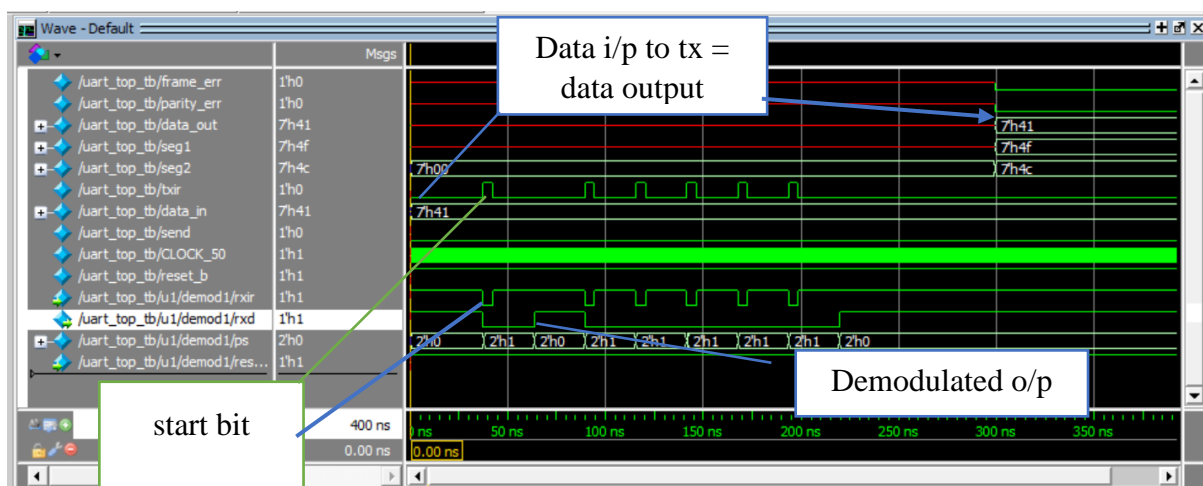 Wave - Default
Msgs
Data i/p to tx =
data output
/uart_top_tb/frame_err 1'h0
/uart_top_tb/parity_err 1'h0
/uart_top_tb/data_out 7'h41 7'h41
/uart_top_tb/seg1 7'h4f 7'h4f
/uart_top_tb/seg2 7'h4c 7'h00 7'h4c
/uart_top_tb/txir 1'h0
/uart_top_tb/data_in 7'h41 7'h41
/uart_top_tb/send 1'h0
/uart_top_tb/CLOCK_50 1'h1
/uart_top_tb/reset_b 1'h1
/uart_top_tb/u1/demod1/rxir 1'h1
/uart_top_tb/u1/demod1/rxd 1'h1
/uart_top_tb/u1/demod1/ps 2'h0 2'h0 2'h1 2'h0 2'h1 2'h1 2'h1 2'h1 2'h1 2'h0
/uart_top_tb/u1/demod1/res... 1'h1
Demodulated o/p
start bit
400 ns 50 ns 100 ns 150 ns 200 ns 250 ns 300 ns 350 ns
0.00 ns 0.00 ns